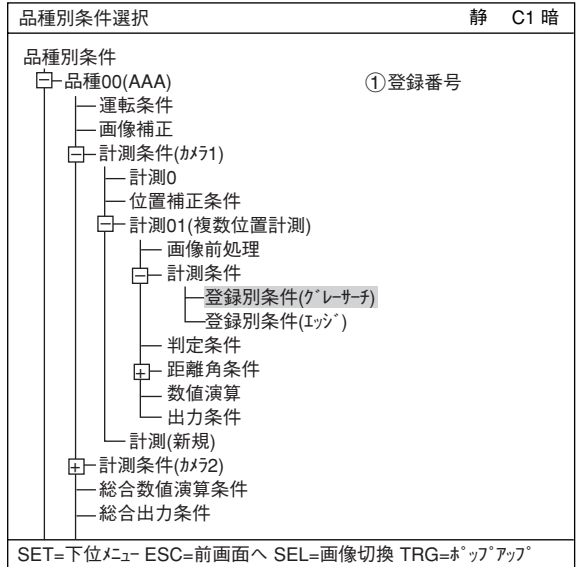 品種別条件選択 静 C1 暗
品種別条件
品種00(AAA) ①登録番号
運転条件
画像補正
計測条件(ｶﾒﾗ1)
計測0
位置補正条件
計測01(複数位置計測)
画像前処理
計測条件
登録別条件(ｸﾞﾚｰｻｰﾁ)
登録別条件(ｴｯｼﾞ)
判定条件
距離角条件
数値演算
出力条件
計測(新規)
計測条件(ｶﾒﾗ2)
総合数値演算条件
総合出力条件
SET=下位ﾒﾆｭｰ ESC=前画面へ SEL=画像切換 TRG=ﾎﾟｯﾌﾟｱｯﾌﾟ